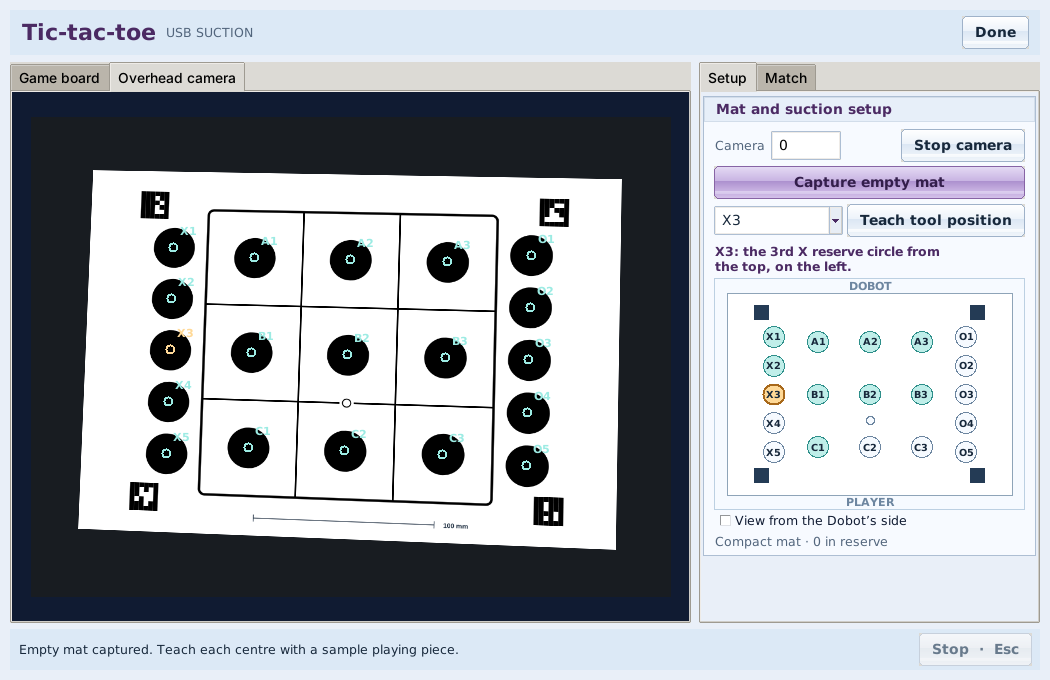 Tic-tac-toe USB SUCTION
Done
Game board
Overhead camera
Setup
Match
X1
X2
X3
X4
X5
A1
A2
A3
B1
B2
B3
C1
C2
C3
O1
O2
O3
O4
O5
100 mm
Mat and suction setup
Camera 0
Stop camera
Capture empty mat
X3
Teach tool position
X3: the 3rd X reserve circle from
the top, on the left.
DOBOT
X1 A1 A2 A3 O1
X2 O2
X3 B1 B2 B3 O3
X4 O4
X5 C1 C2 C3 O5
PLAYER
View from the Dobot’s side
Compact mat · 0 in reserve
Empty mat captured. Teach each centre with a sample playing piece.
Stop · Esc